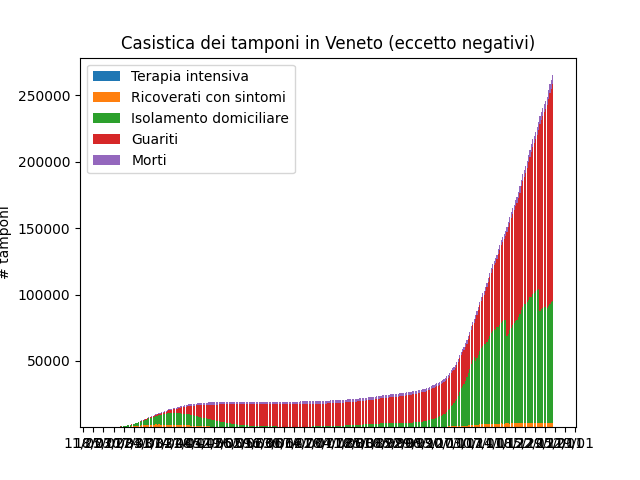 Casistica dei tamponi in Veneto (eccetto negativi)
Terapia intensiva
Ricoverati con sintomi
Isolamento domiciliare
Guariti
Morti
250000
200000
150000
100000
50000
# tamponi